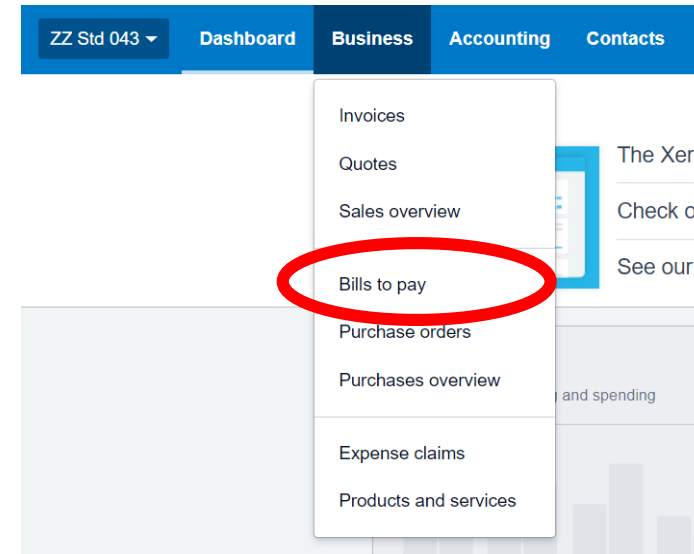 ZZ Std 043 Dashboard Business Accounting Contacts
Invoices
Quotes
Sales overview
Bills to pay
Purchase orders
Purchases overview
Expense claims
Products and services
The Xer
Check o
See our
and spending